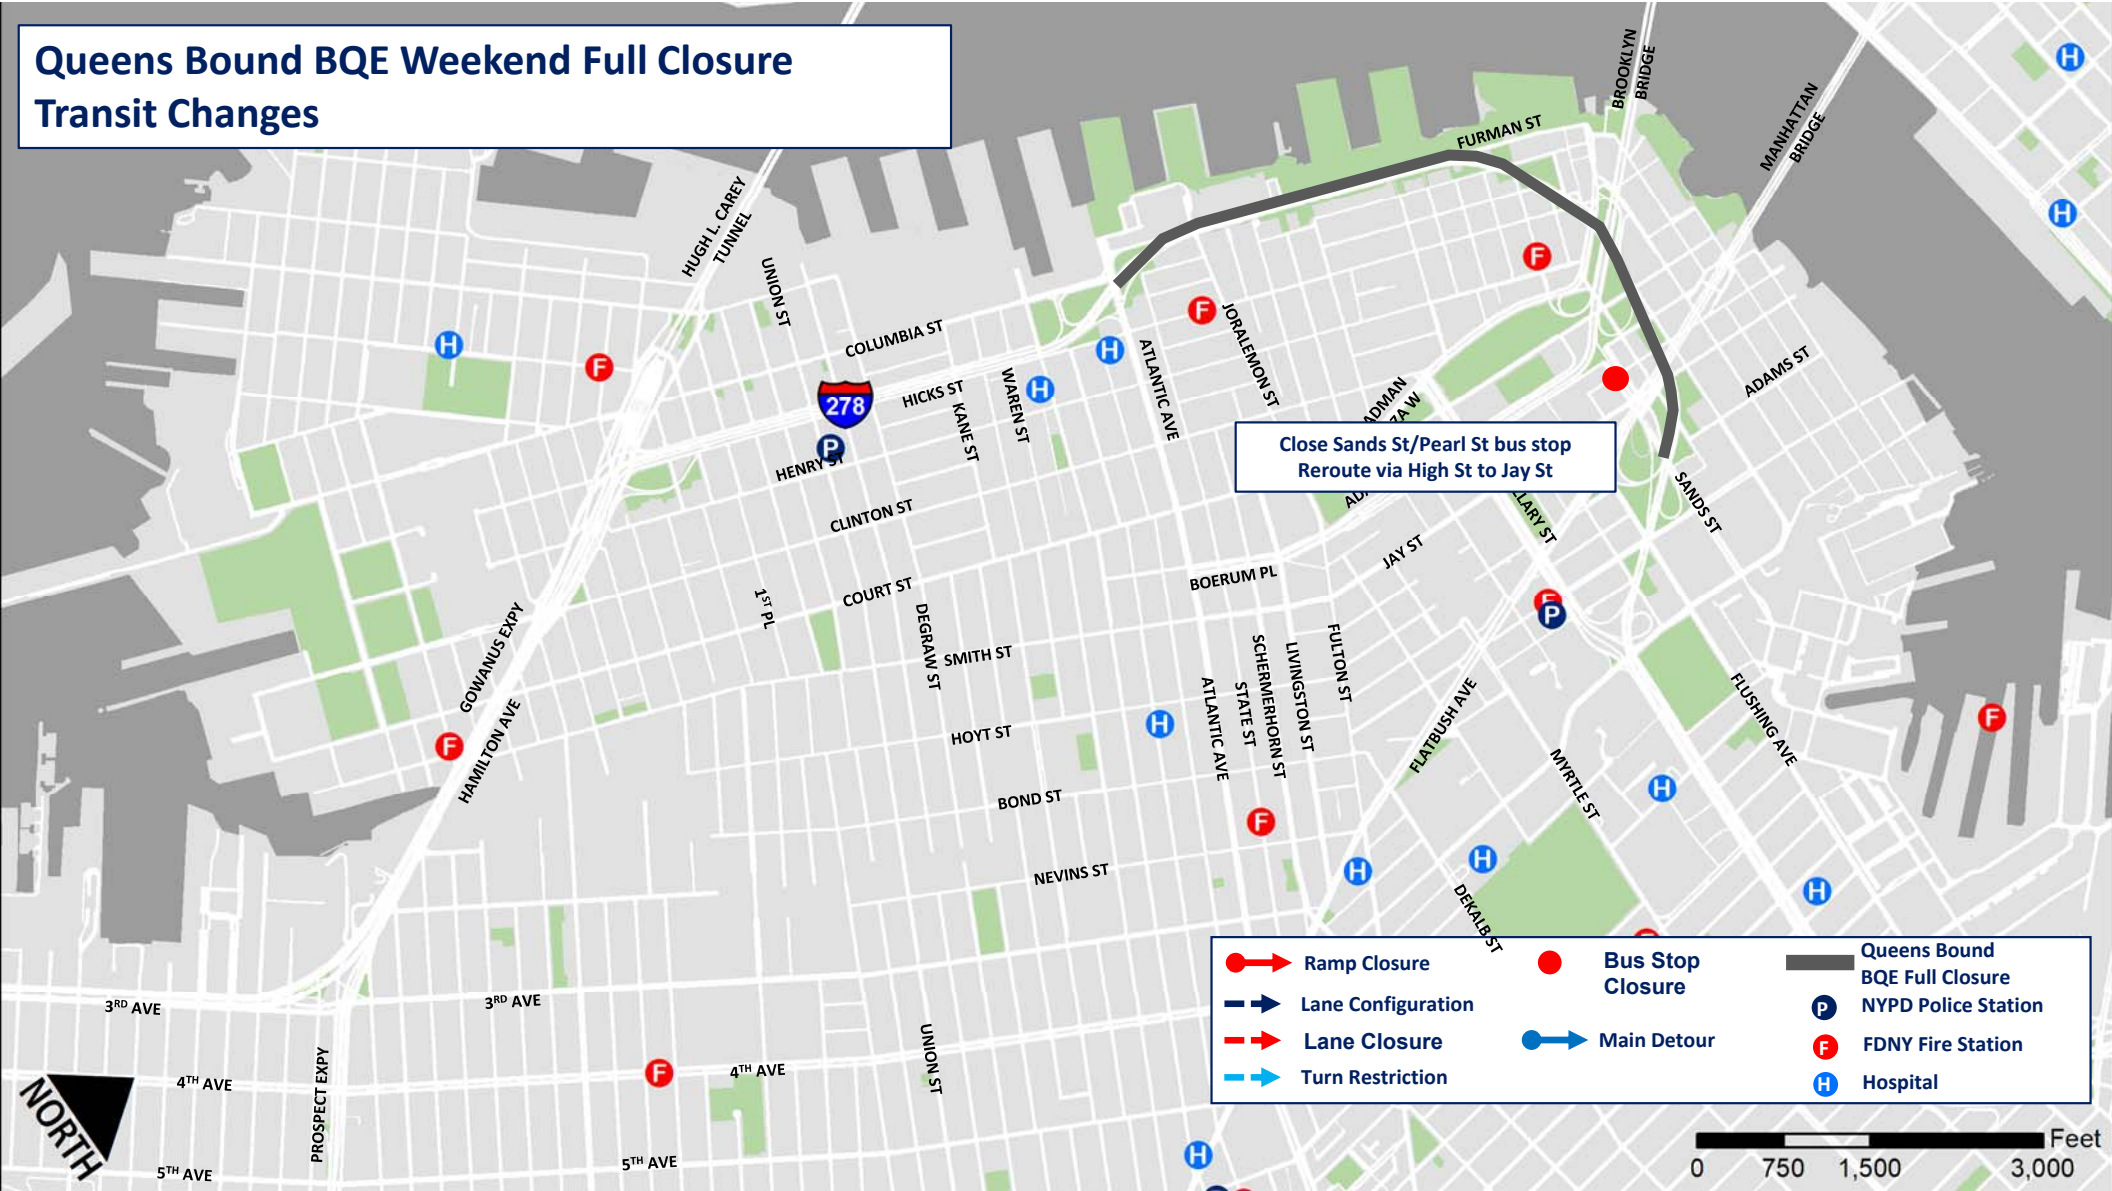 Queens Bound BQE Weekend Full Closure
Transit Changes
BROOKLYN
BRIDGE
MANHATTAN
BRIDGE
FURMAN ST
HUGH L. CAREY
TUNNEL
UNION ST
COLUMBIA ST
HICKS ST
278
KANE ST
WAREN ST
ATLANTIC AVE
JORALEMON ST
ADAMS ST
ADMAN
ZA W
Close Sands St/Pearl St bus stop
Reroute via High St to Jay St
AD
LLARY ST
SANDS ST
HENRY ST
CLINTON ST
COURT ST
1ST PL
DEGRAW ST
SMITH ST
BOERUM PL
JAY ST
GOWANUS EXPY
HAMILTON AVE
HOYT ST
BOND ST
NEVINS ST
ATLANTIC AVE
STATE ST
SCHERMERHORN ST
LIVINGSTON ST
FULTON ST
FLATBUSH AVE
MYRTLE ST
FLUSHING AVE
DEKALB ST
3RD AVE
3RD AVE
4TH AVE
4TH AVE
5TH AVE
5TH AVE
PROSPECT EXPY
UNION ST
NORTH
Ramp Closure
Lane Configuration
Lane Closure
Turn Restriction
Bus Stop
Closure
Main Detour
Queens Bound
BQE Full Closure
P NYPD Police Station
F FDNY Fire Station
H Hospital
Feet
0 750 1,500 3,000